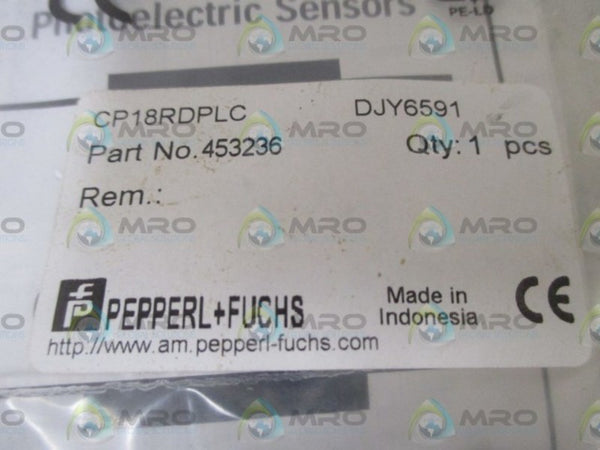 Photoelectric Sensors
PE-LD
CP18RDPLC DJY6591
Part No. 453236 Qty: 1 pcs
Rem.:
PEPPERL+FUCHS
Made in
Indonesia
CE
http://www.am.pepperl-fuchs.com
MRO